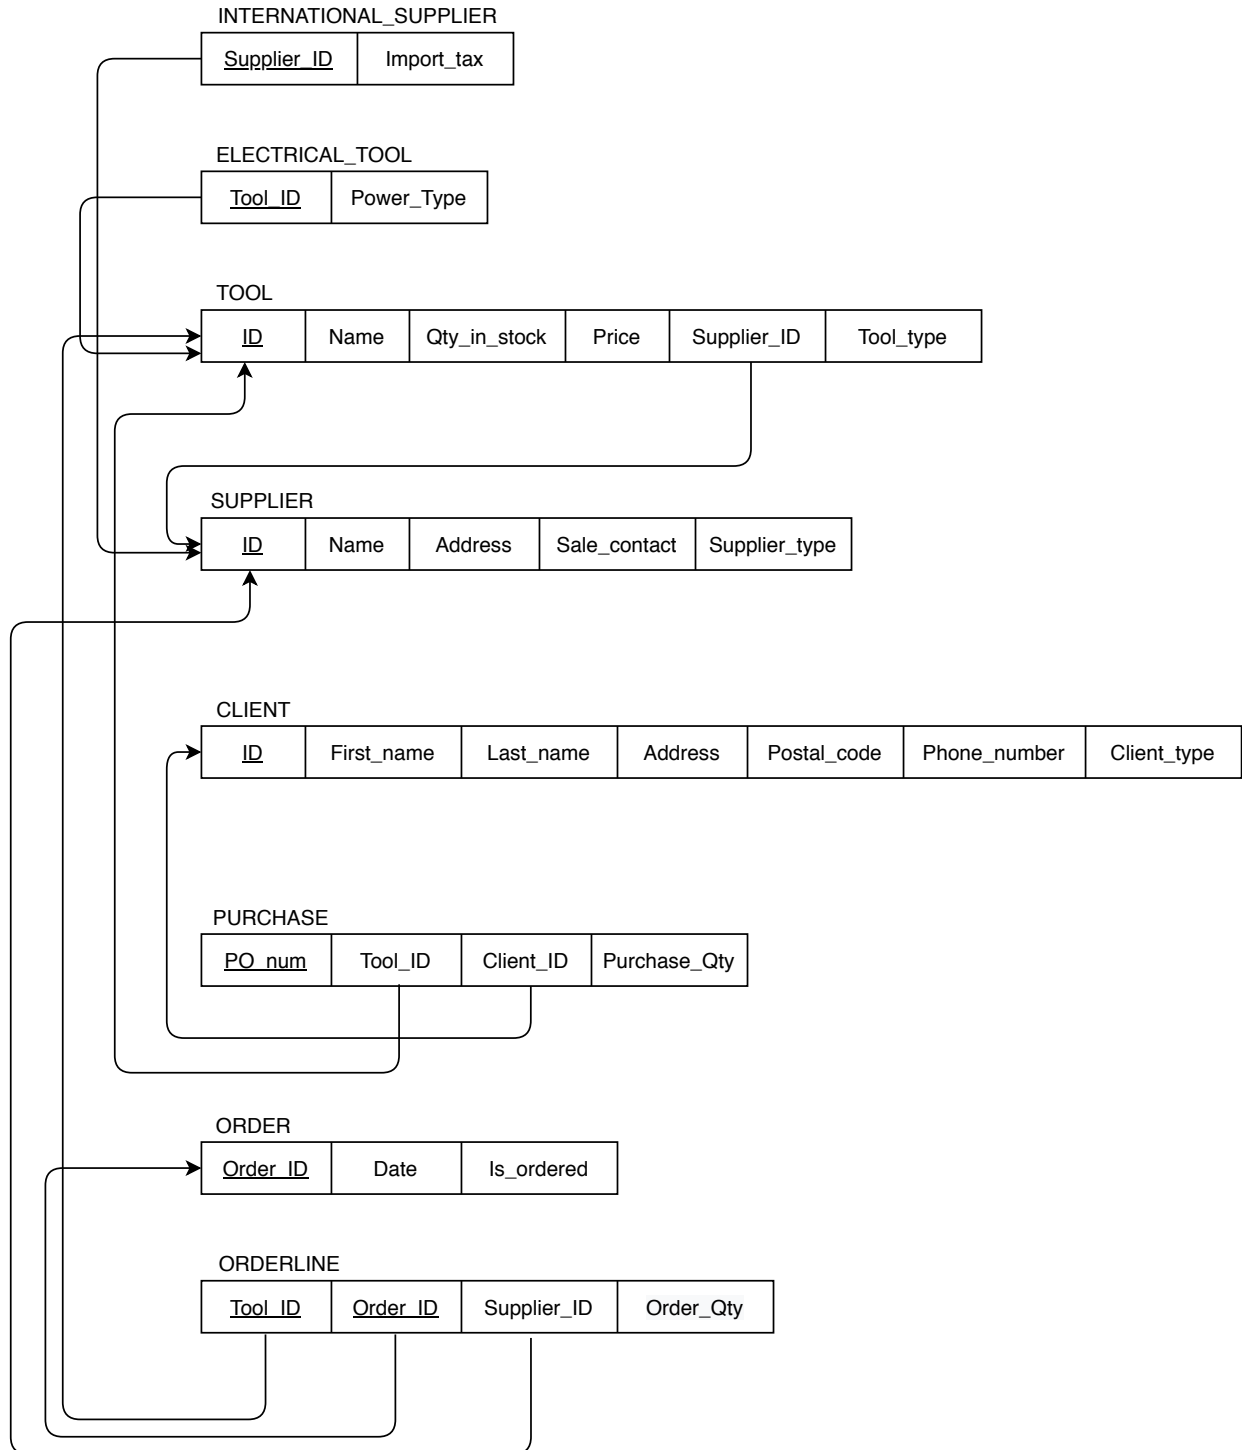 INTERNATIONAL_SUPPLIER
Supplier_ID Import_tax
ELECTRICAL_TOOL
Tool_ID Power_Type
TOOL
ID Name Qty_in_stock Price Supplier_ID Tool_type
SUPPLIER
ID Name Address Sale_contact Supplier_type
CLIENT
ID First_name Last_name Address Postal_code Phone_number Client_type
PURCHASE
PO_num Tool_ID Client_ID Purchase_Qty
ORDER
Order_ID Date Is_ordered
ORDERLINE
Tool_ID Order_ID Supplier_ID Order_Qty